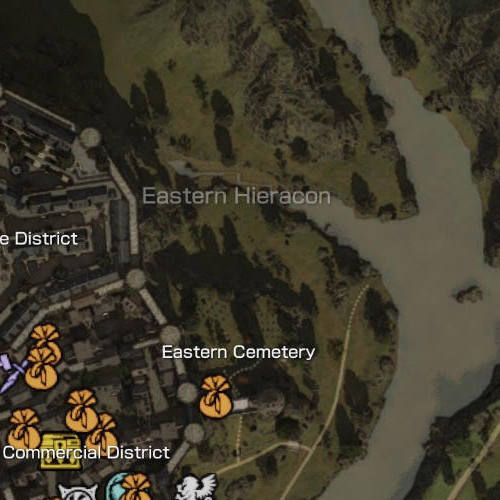 Eastern Hieracon
e District
Eastern Cemetery
Commercial District